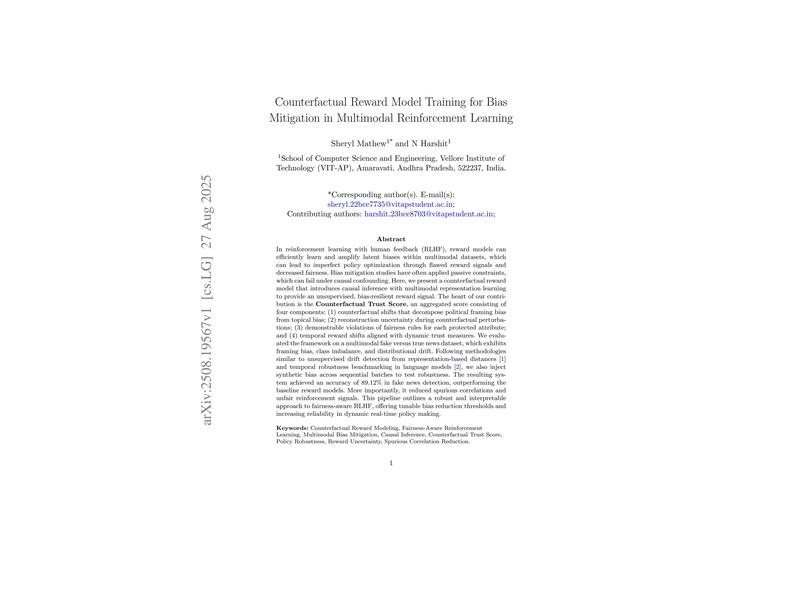 Counterfactual Reward Model Training for Bias
Mitigation in Multimodal Reinforcement Learning
Sheryl Mathew1* and N Harshit1
1School of Computer Science and Engineering, Vellore Institute of
Technology (VIT-AP), Amaravati, Andhra Pradesh, 522237, India.
*Corresponding author(s). E-mail(s):
sheryl.22bce7735@vitapstudent.ac.in;
Contributing authors: harshit.23bce8703@vitapstudent.ac.in;
Abstract
In reinforcement learning with human feedback (RLHF), reward models can
efficiently learn and amplify latent biases within multimodal datasets, which
can lead to imperfect policy optimization through flawed reward signals and
decreased fairness. Bias mitigation studies have often applied passive constraints,
which can fail under causal confounding. Here, we present a counterfactual reward
model that introduces causal inference with multimodal representation learning
to provide an unsupervised, bias-resilient reward signal. The heart of our contri-
bution is the Counterfactual Trust Score, an aggregated score consisting of
four components: (1) counterfactual shifts that decompose political framing bias
from topical bias; (2) reconstruction uncertainty during counterfactual perturba-
tions; (3) demonstrable violations of fairness rules for each protected attribute;
and (4) temporal reward shifts aligned with dynamic trust measures. We evalu-
ated the framework on a multimodal fake versus true news dataset, which exhibits
framing bias, class imbalance, and distributional drift. Following methodologies
similar to unsupervised drift detection from representation-based distances [1]
and temporal robustness benchmarking in language models [2], we also inject
synthetic bias across sequential batches to test robustness. The resulting sys-
tem achieved an accuracy of 89.12% in fake news detection, outperforming the
baseline reward models. More importantly, it reduced spurious correlations and
unfair reinforcement signals. This pipeline outlines a robust and interpretable
approach to fairness-aware RLHF, offering tunable bias reduction thresholds and
increasing reliability in dynamic real-time policy making.
Keywords: Counterfactual Reward Modeling, Fairness-Aware Reinforcement
Learning, Multimodal Bias Mitigation, Causal Inference, Counterfactual Trust Score,
Policy Robustness, Reward Uncertainty, Spurious Correlation Reduction.
1
arXiv:2508.19567v1 [cs.LG] 27 Aug 2025